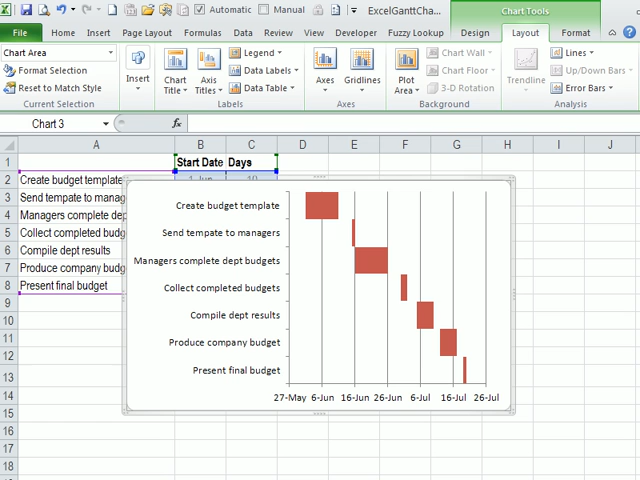 Automatic Manual ExcelGanttCha... Chart Tools
File Home Insert Page Layout Formulas Data Review View Developer Fuzzy Lookup Design Layout Format
Chart Area
Format Selection
Reset to Match Style
Current Selection
Insert
Chart Title
Axis Titles
Legend
Data Labels
Data Table
Labels
Axes
Gridlines
Axes
Plot Area
Chart Wall
Chart Floor
3-D Rotation
Background
Trendline
Lines
Up/Down Bars
Error Bars
Analysis
Chart 3 fx
A B C D E F G H I J
1 Start Date Days
2 Create budget template 1-Jun 10
3 Send tempate to manag
4 Managers complete dep
5 Collect completed budg
6 Compile dept results
7 Produce company budg
8 Present final budget
9
10
11
12
13
14
15
16
17
18
Create budget template
Send tempate to managers
Managers complete dept budgets
Collect completed budgets
Compile dept results
Produce company budget
Present final budget
27-May 6-Jun 16-Jun 26-Jun 6-Jul 16-Jul 26-Jul